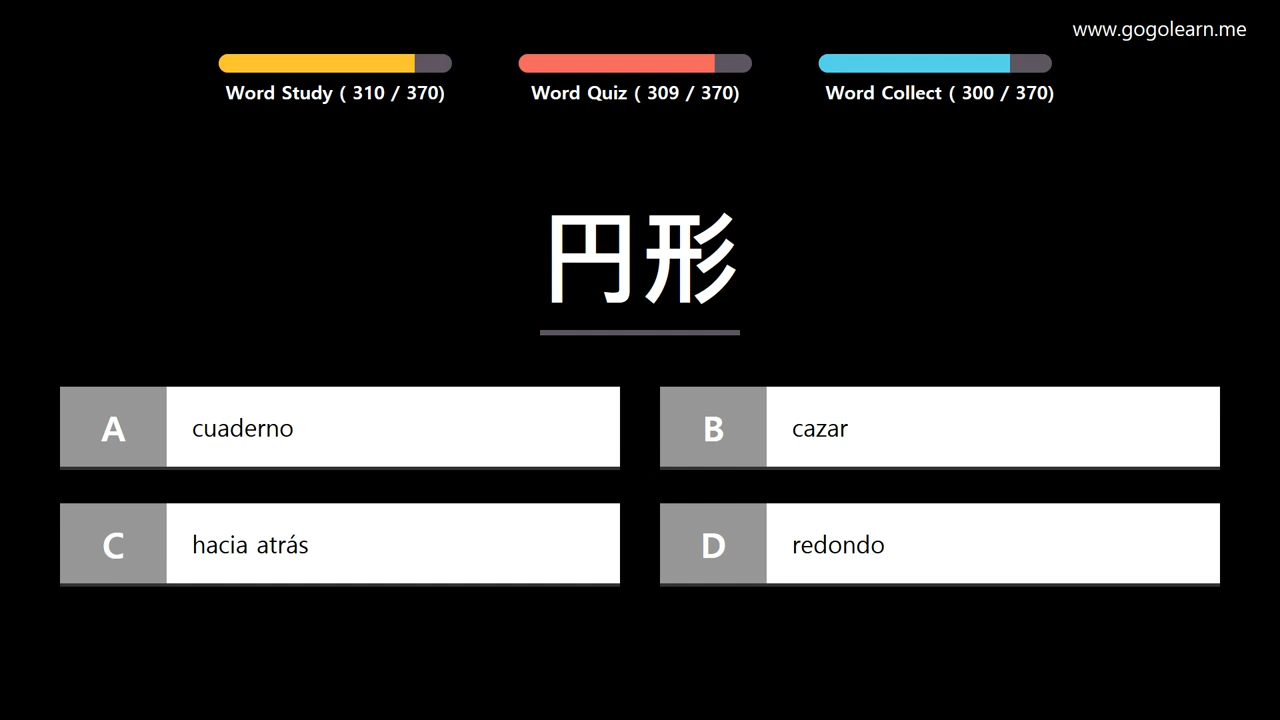 www.gogolearn.me
Word Study ( 310 / 370)
Word Quiz ( 309 / 370)
Word Collect ( 300 / 370)
円形
A cuaderno
B cazar
C hacia atrás
D redondo